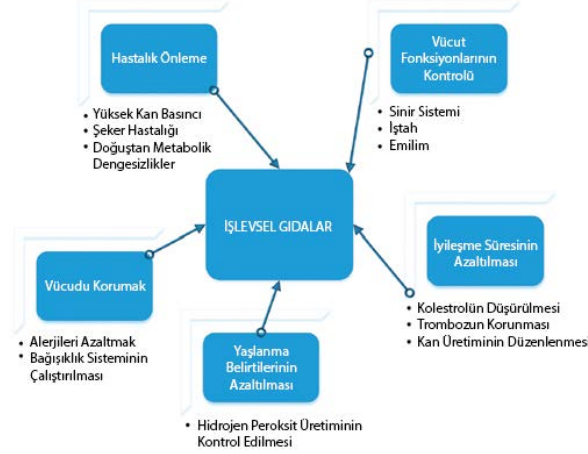 Hastalık Önleme
• Yüksek Kan Basıncı
• Şeker Hastalığı
• Doğuştan Metabolik
Dengesizlikler
Vücut
Fonksiyonlarının
Kontrolü
• Sinir Sistemi
• İştah
• Emilim
İŞLEVSEL GIDALAR
Vücudu Korumak
• Alerjileri Azaltmak
• Bağışıklık Sisteminin
Çalıştırılması
İyileşme Süresinin
Azaltılması
• Kolestrolün Düşürülmesi
• Trombozun Korunması
• Kan Üretiminin Düzenlenmesi
Yaşlanma
Belirtilerinin
Azaltılması
• Hidrojen Peroksit Üretiminin
Kontrol Edilmesi